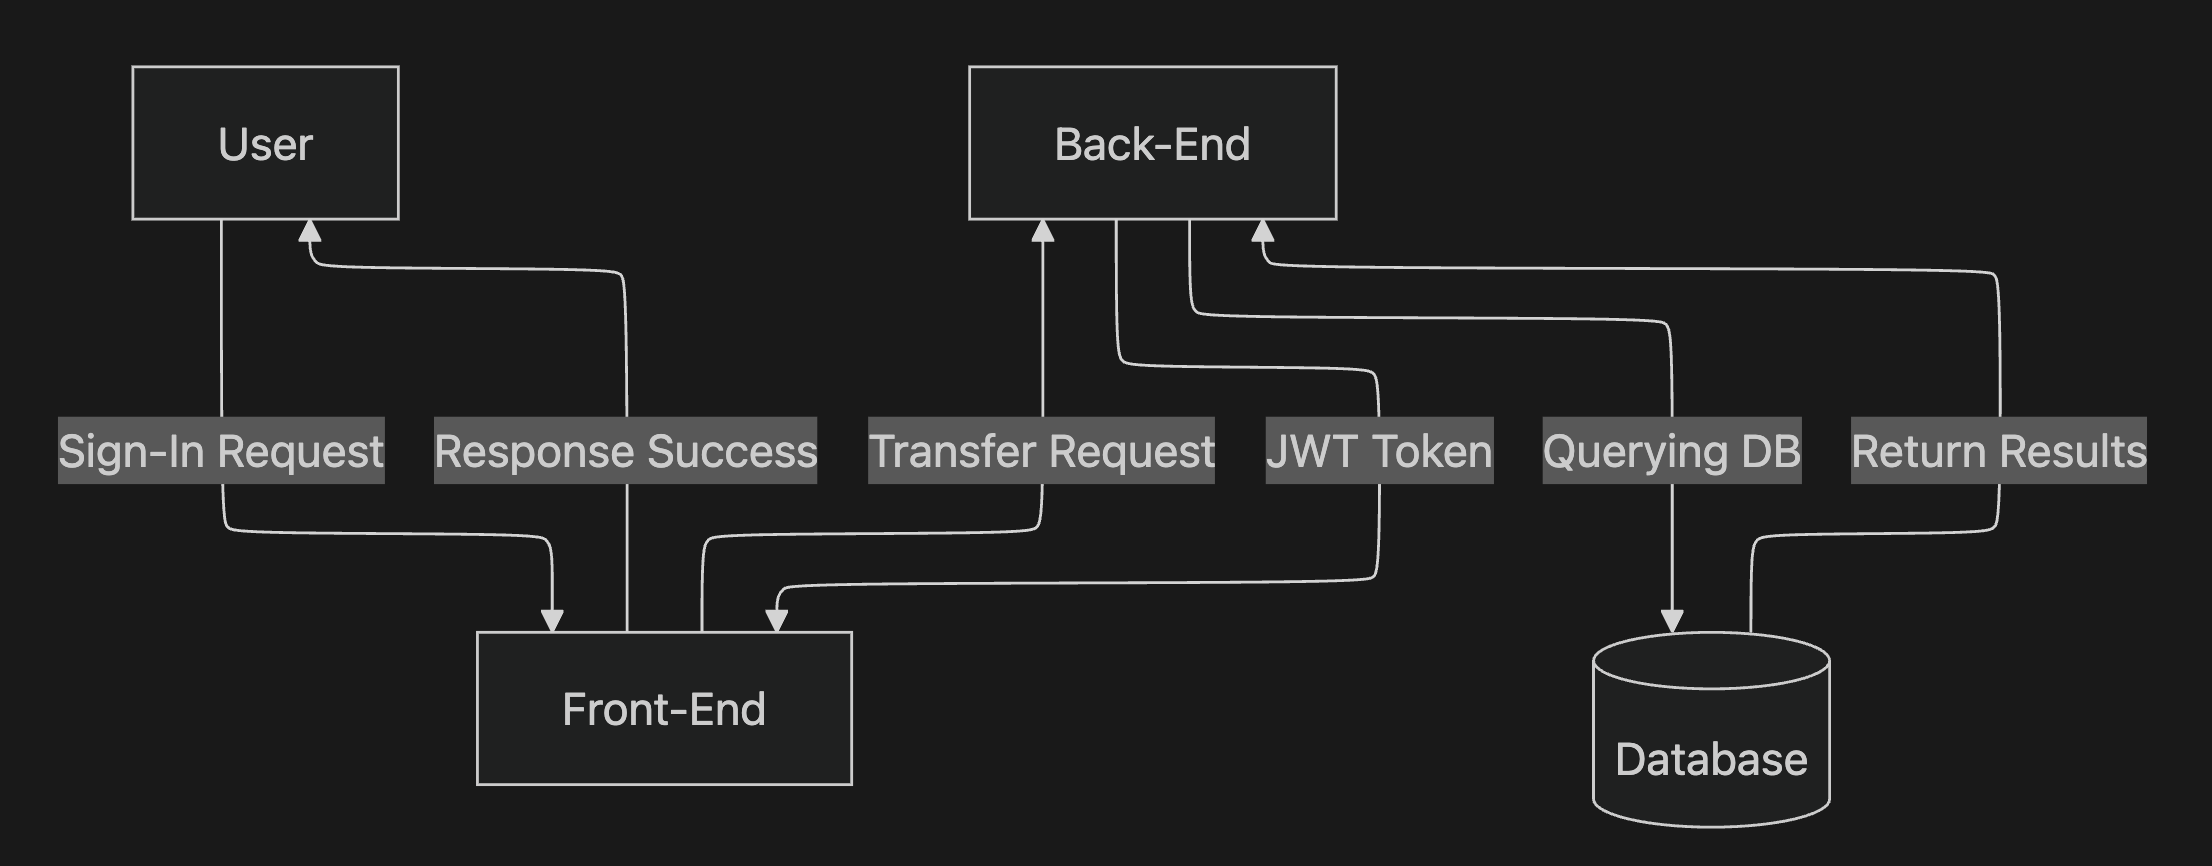 User
Back-End
Sign-In Request
Response Success
Transfer Request
JWT Token
Querying DB
Return Results
Front-End
Database